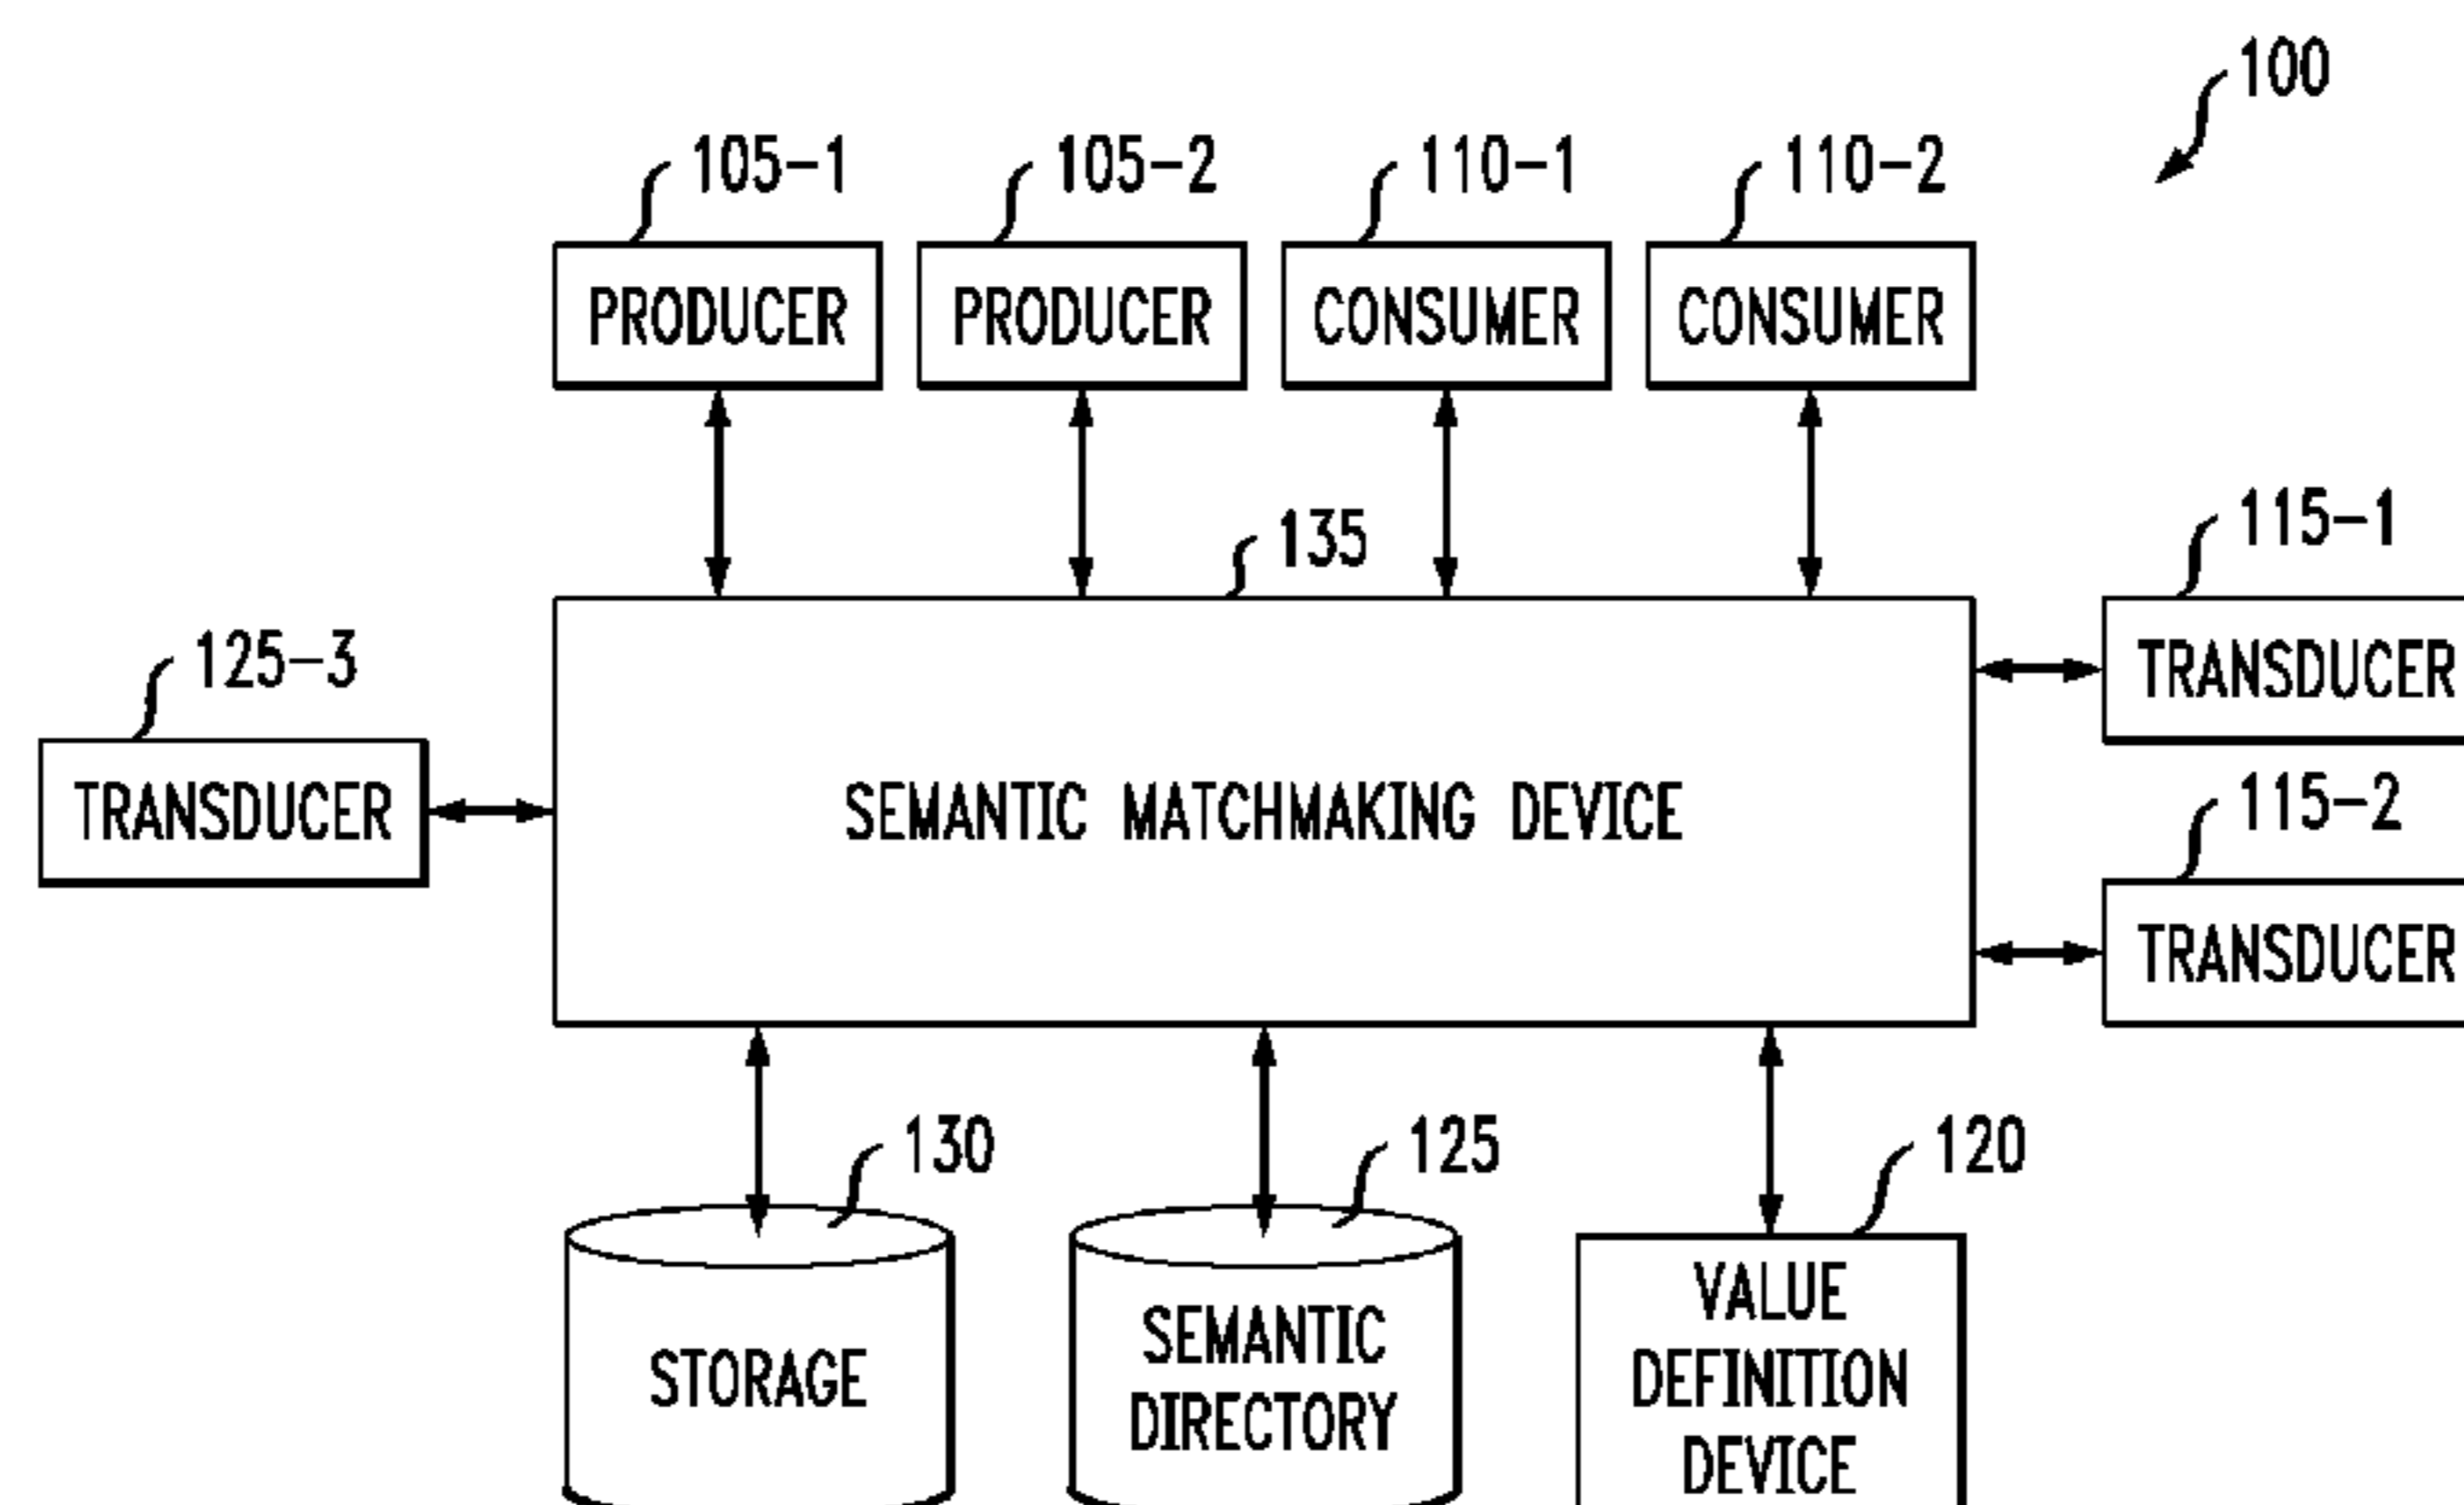 100
105-1
105-2
110-1
110-2
PRODUCER
PRODUCER
CONSUMER
CONSUMER
135
115-1
125-3
TRANSDUCER
TRANSDUCER
SEMANTIC MATCHMAKING DEVICE
115-2
TRANSDUCER
130
125
120
STORAGE
SEMANTIC
DIRECTORY
VALUE
DEFINITION
DEVICE